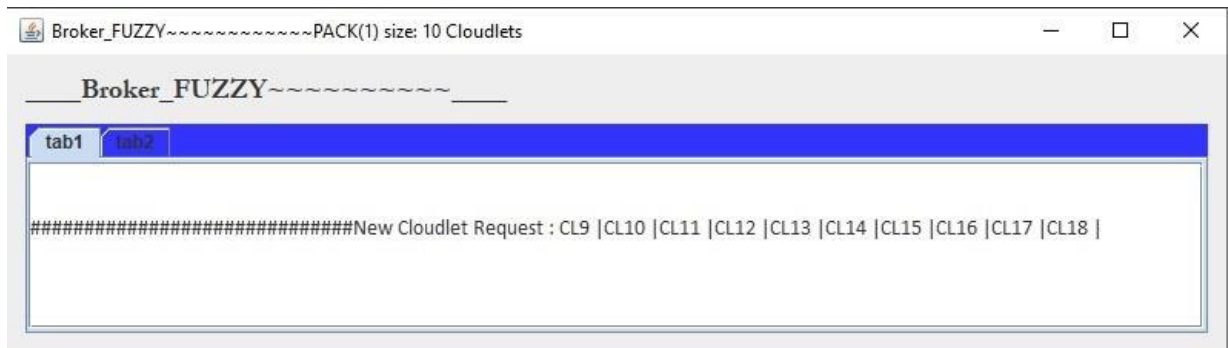 Broker_FUZZY~~~~~~~~~~~~PACK(1) size: 10 Cloudlets
____Broker_FUZZY~~~~~~~~~~____
tab1 tab2
##############################New Cloudlet Request : CL9 |CL10 |CL11 |CL12 |CL13 |CL14 |CL15 |CL16 |CL17 |CL18 |